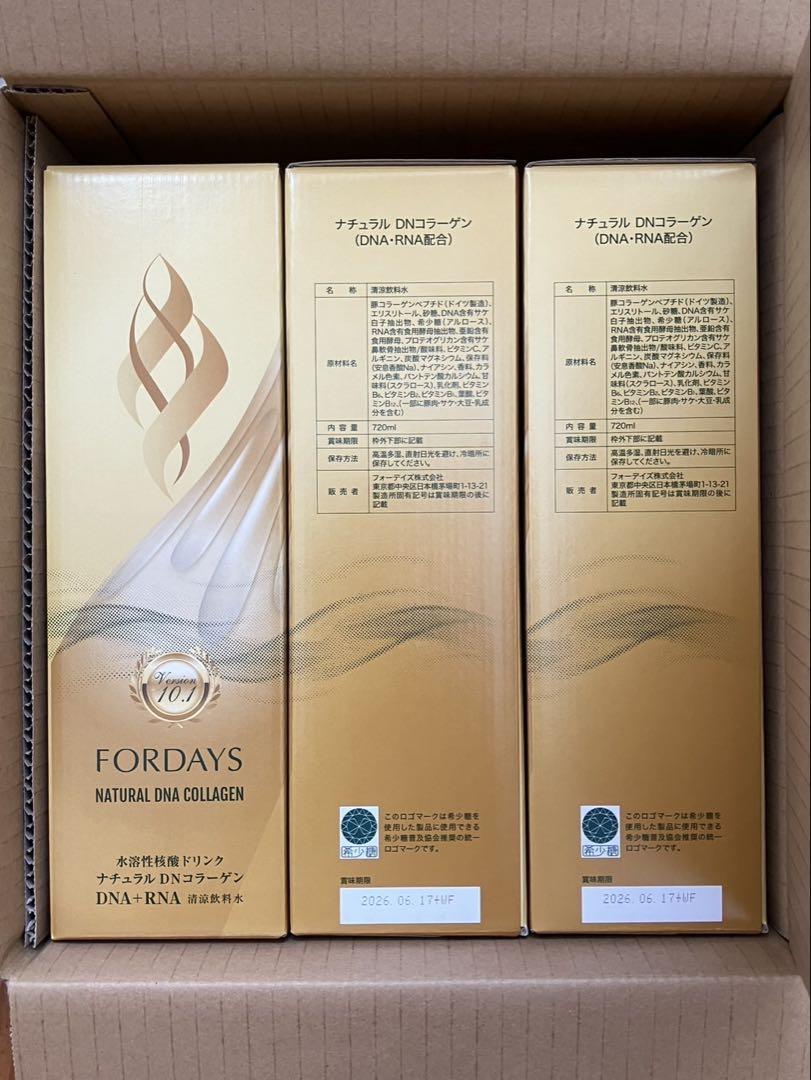 Version
10.1
FORDAYS
NATURAL DNA COLLAGEN
水溶性核酸ドリンク
ナチュラル DNコラーゲン
DNA+RNA 清涼飲料水
ナチュラル DNコラーゲン
（DNA・RNA配合）
名 称 清涼飲料水
原材料名
豚コラーゲンペプチド（ドイツ製造）、
エリスリトール、砂糖、DNA含有サケ
白子抽出物、希少糖（アルロース）、
RNA含有食用酵母抽出物、亜鉛含有
食用酵母、プロテオグリカン含有サケ
鼻軟骨抽出物/酸味料、ビタミンC、ア
ルギニン、炭酸マグネシウム、保存料
（安息香酸Na）、ナイアシン、香料、カラ
メル色素、パントテン酸カルシウム、甘
味料（スクラロース）、乳化剤、ビタミン
B₆、ビタミンB₂、ビタミンB₁、葉酸、ビタ
ミンB₁₂、（一部に豚肉・サケ・大豆・乳成
分を含む）
内 容 量 720ml
賞味期限 枠外下部に記載
保存方法 高温多湿、直射日光を避け、冷暗所に
保存してください。
販 売 者
フォーデイズ株式会社
東京都中央区日本橋茅場町1-13-21
製造所固有記号は賞味期限の後に
記載
このロゴマークは希少糖を
使用した製品に使用できる
希少糖普及協会推奨の統一
ロゴマークです。
希少糖
賞味期限
2026.06.17+WF
ナチュラル DNコラーゲン
（DNA・RNA配合）
名 称 清涼飲料水
原材料名
豚コラーゲンペプチド（ドイツ製造）、
エリスリトール、砂糖、DNA含有サケ
白子抽出物、希少糖（アルロース）、
RNA含有食用酵母抽出物、亜鉛含有
食用酵母、プロテオグリカン含有サケ
鼻軟骨抽出物/酸味料、ビタミンC、ア
ルギニン、炭酸マグネシウム、保存料
（安息香酸Na）、ナイアシン、香料、カラ
メル色素、パントテン酸カルシウム、甘
味料（スクラロース）、乳化剤、ビタミン
B₆、ビタミンB₂、ビタミンB₁、葉酸、ビタ
ミンB₁₂、（一部に豚肉・サケ・大豆・乳成
分を含む）
内 容 量 720ml
賞味期限 枠外下部に記載
保存方法 高温多湿、直射日光を避け、冷暗所に
保存してください。
販 売 者
フォーデイズ株式会社
東京都中央区日本橋茅場町1-13-21
製造所固有記号は賞味期限の後に
記載
このロゴマークは希少糖を
使用した製品に使用できる
希少糖普及協会推奨の統一
ロゴマークです。
希少糖
賞味期限
2026.06.17+WF